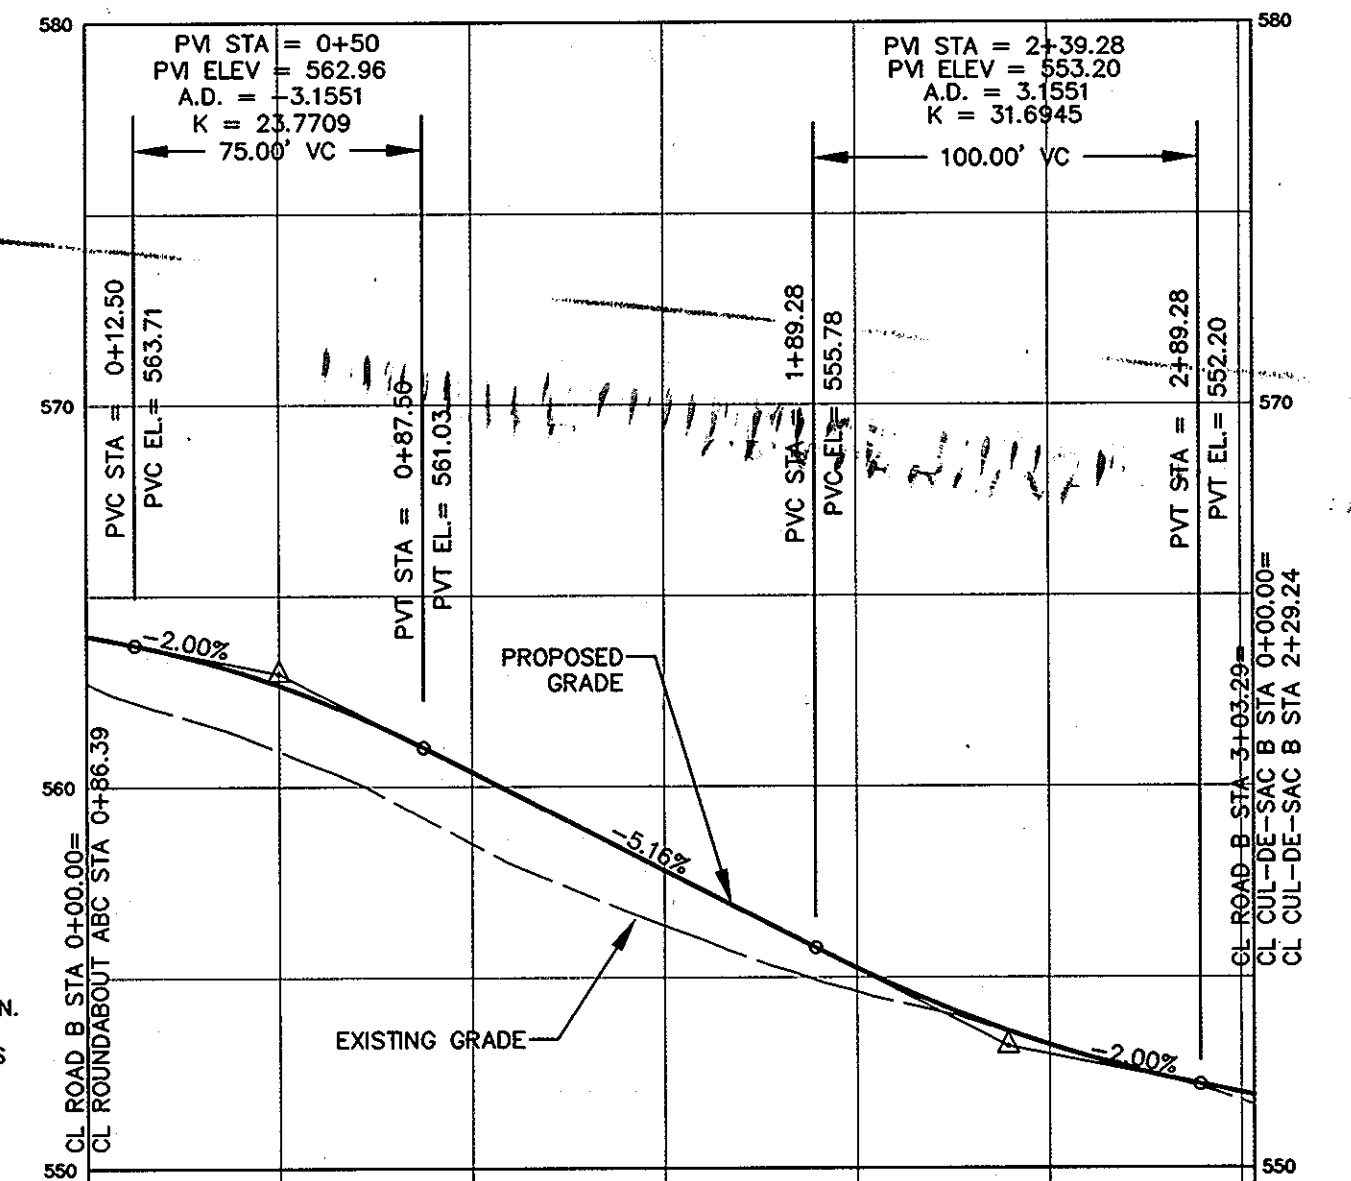 580
580
PVI STA = 0+50
PVI ELEV = 562.96
A.D. = -3.1551
K = 23.7709
75.00' VC
PVI STA = 2+39.28
PVI ELEV = 553.20
A.D. = 3.1551
K = 31.6945
100.00' VC
PVC STA = 0+12.50
PVC EL.= 563.71
PVT STA = 0+87.50
PVT EL.= 561.03
PVC STA = 1+89.28
PVC EL.= 555.78
PVT STA = 2+89.28
PVT EL.= 552.20
570
570
-2.00%
PROPOSED
GRADE
-5.16%
560
EXISTING GRADE
-2.00%
CL ROAD B STA 0+00.00=
CL ROUNDABOUT ABC STA 0+86.39
CL ROAD B STA 3+03.29=
CL CUL-DE-SAC B STA 0+00.00=
CL CUL-DE-SAC B STA 2+29.24
N.
S
550
550